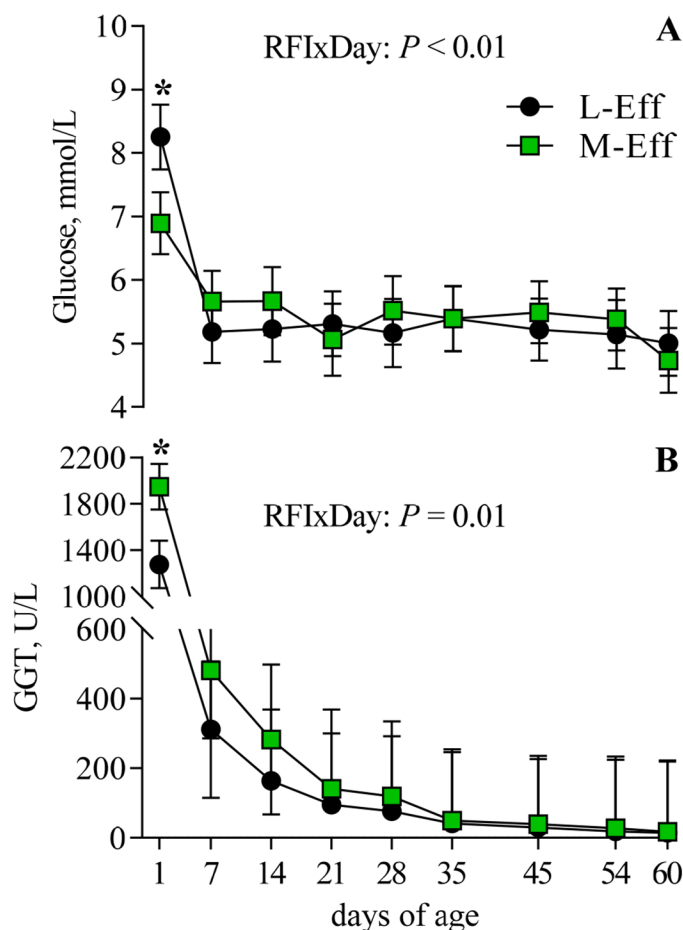 A
RFIxDay: P < 0.01
*
L-Eff
M-Eff
Glucose, mmol/L
10
9
8
7
6
5
4
B
RFIxDay: P = 0.01
*
GGT, U/L
2200
1800
1400
1000
600
400
200
0
1 7 14 21 28 35 45 54 60
days of age